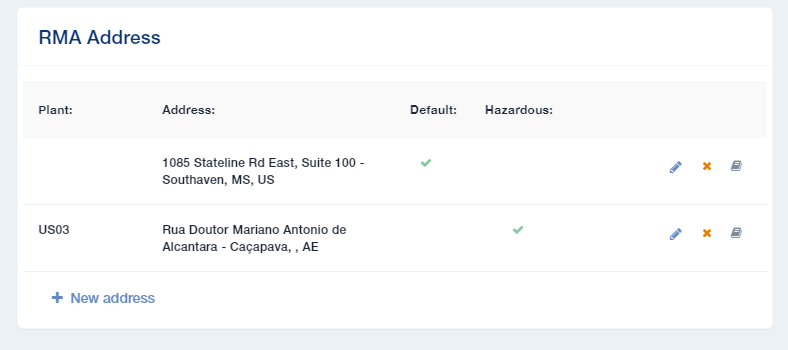 RMA Address
Plant: Address: Default: Hazardous:
1085 Stateline Rd East, Suite 100 -
Southaven, MS, US
US03 Rua Doutor Mariano Antonio de
Alcantara - Caçapava, , AE
New address